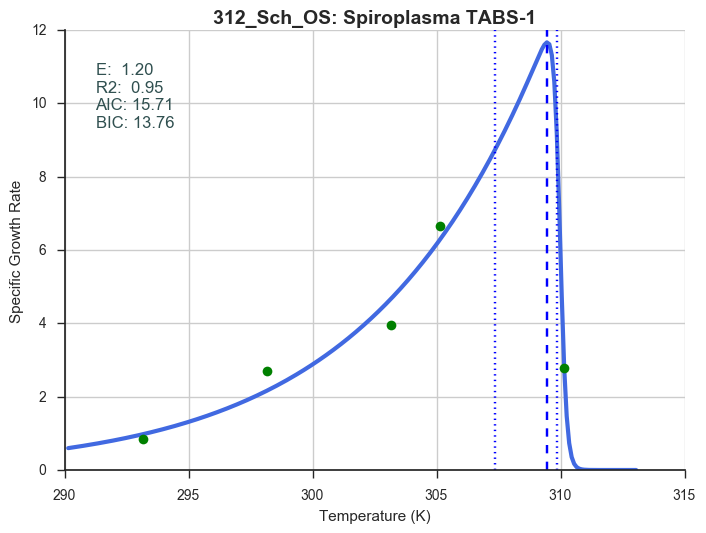 312_Sch_OS: Spiroplasma TABS-1
E:  1.20
R2:  0.95
AIC: 15.71
BIC: 13.76
Specific Growth Rate
12
10
8
6
4
2
0
290 295 300 305 310 315
Temperature (K)